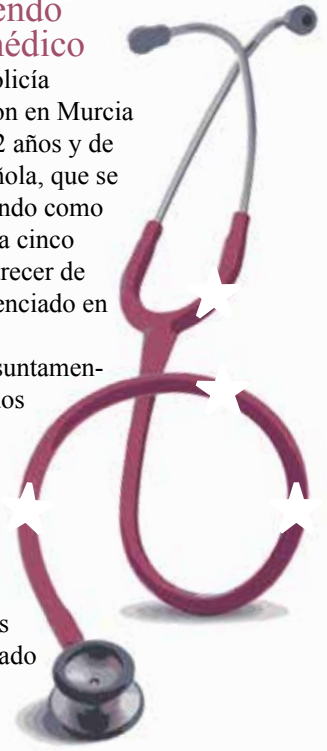 endo
médico
olicía
on en Murcia
2 años y de
ñola, que se
ndo como
a cinco
recer de
enciado en
suntamen-
dos
s
ado